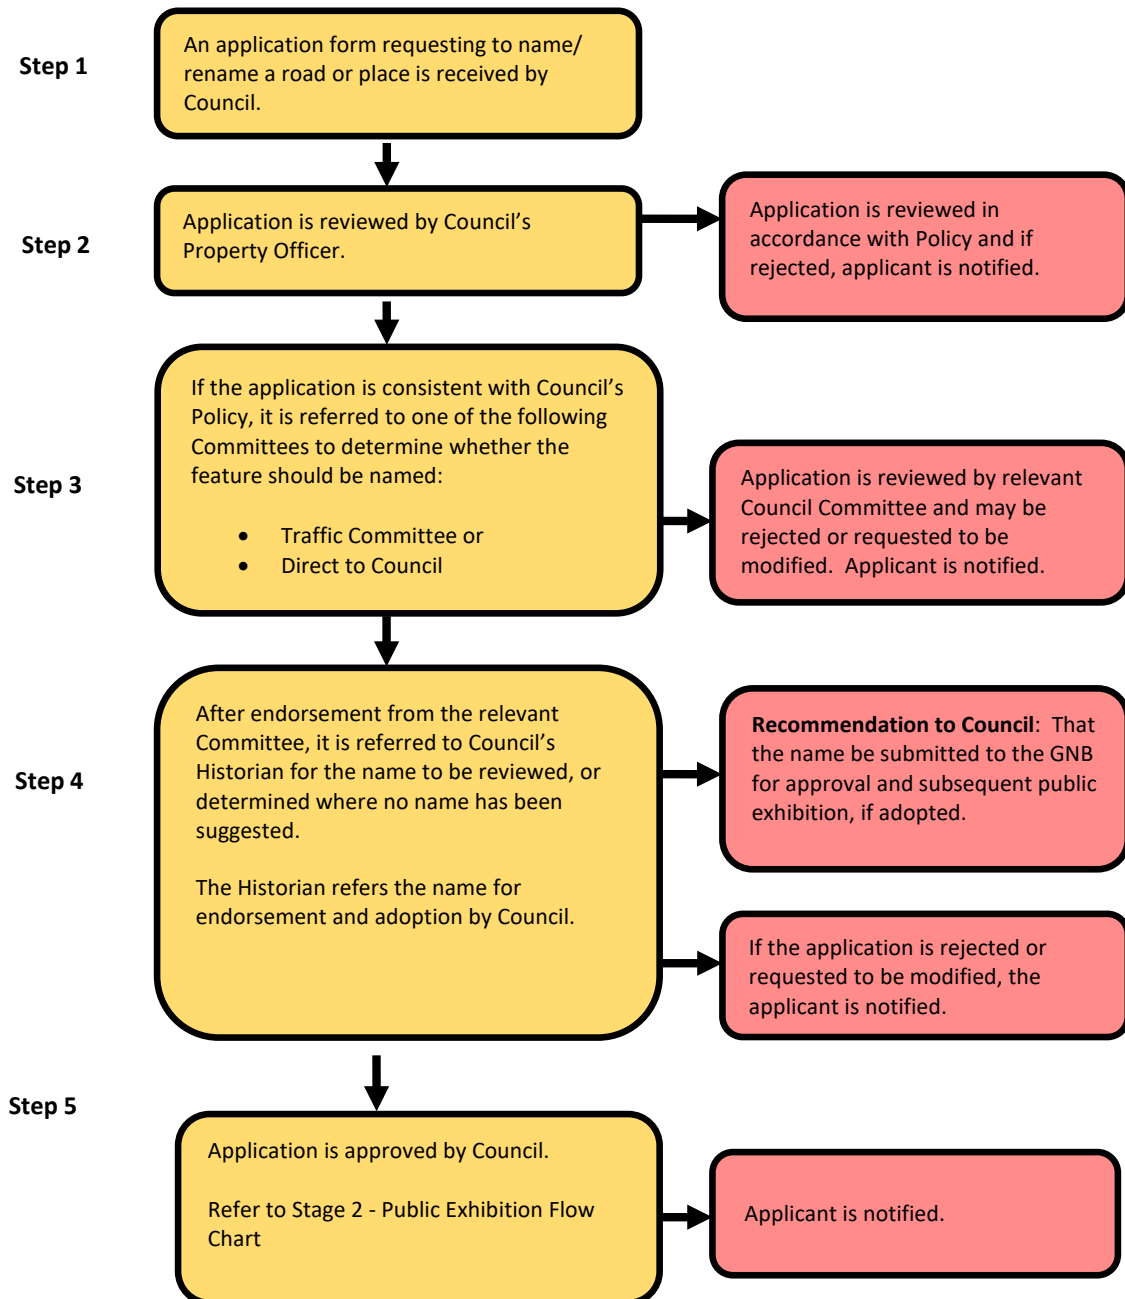 Step 1
An application form requesting to name/
rename a road or place is received by
Council.
Step 2
Application is reviewed by Council’s
Property Officer.
Application is reviewed in
accordance with Policy and if
rejected, applicant is notified.
Step 3
If the application is consistent with Council’s
Policy, it is referred to one of the following
Committees to determine whether the
feature should be named:
• Traffic Committee or
• Direct to Council
Application is reviewed by relevant
Council Committee and may be
rejected or requested to be
modified.  Applicant is notified.
Step 4
After endorsement from the relevant
Committee, it is referred to Council’s
Historian for the name to be reviewed, or
determined where no name has been
suggested.
The Historian refers the name for
endorsement and adoption by Council.
Recommendation to Council:  That
the name be submitted to the GNB
for approval and subsequent public
exhibition, if adopted.
If the application is rejected or
requested to be modified, the
applicant is notified.
Step 5
Application is approved by Council.
Refer to Stage 2 - Public Exhibition Flow
Chart
Applicant is notified.